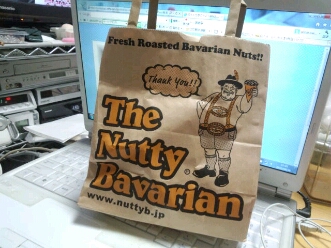 Fresh Roasted Bavarian Nuts!!
Thank You!!
The
Nutty
Bavarian®
www.nuttyb.jp